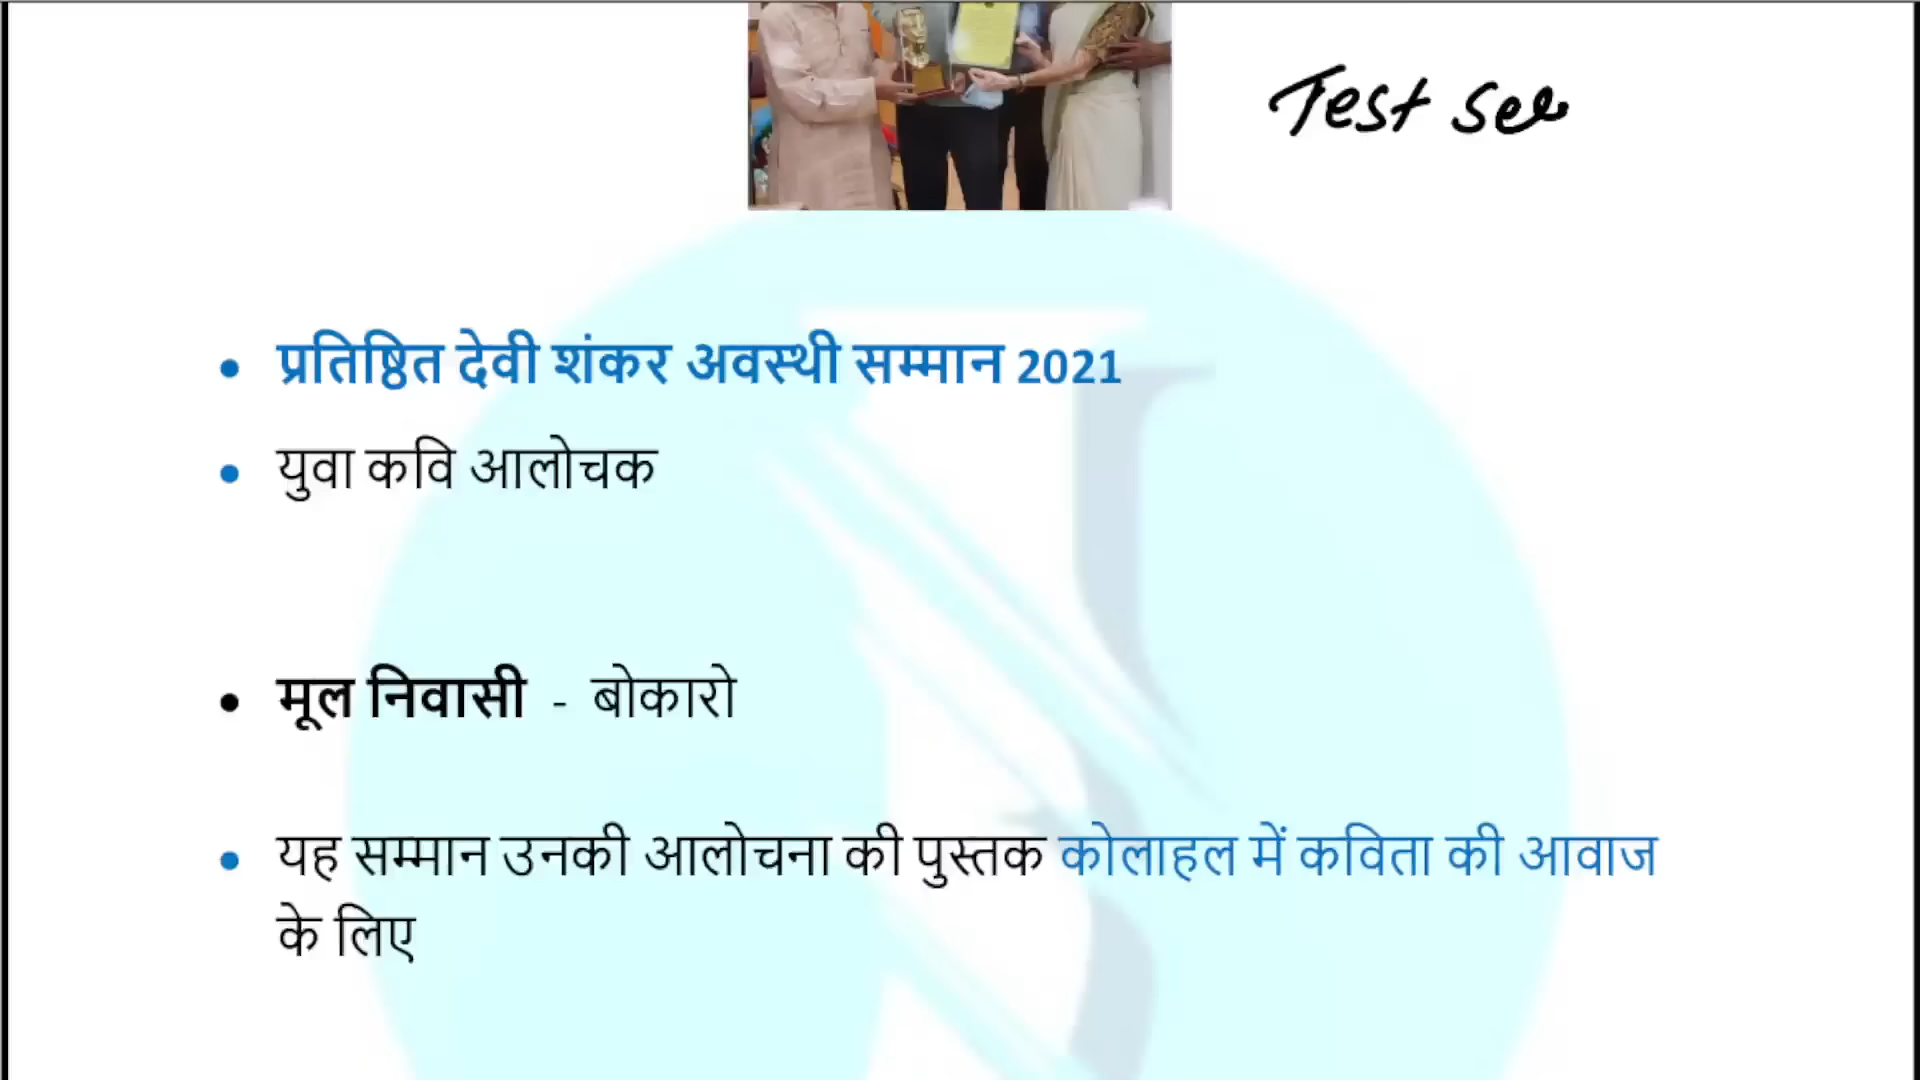 Test See
प्रतिष्ठित देवी शंकर अवस्थी सम्मान 2021
युवा कवि आलोचक
मूल निवासी - बोकारो
यह सम्मान उनकी आलोचना की पुस्तक कोलाहल में कविता की आवाज
के लिए